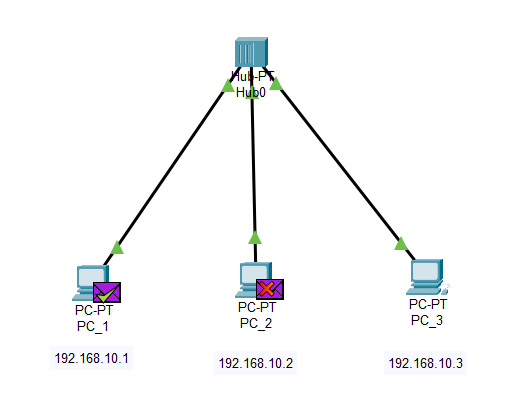 Hub-PT
Hub0
PC-PT
PC_1
PC-PT
PC_2
PC-PT
PC_3
192.168.10.1
192.168.10.2
192.168.10.3